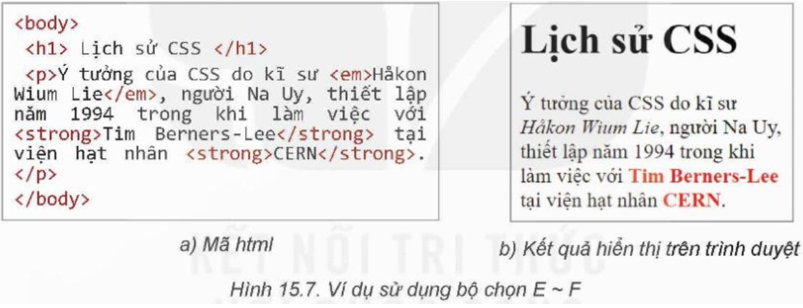 <body>
<h1> Lịch sử CSS </h1>
<p>Ý tưởng của CSS do kĩ sư <em>Håkon
Wium Lie</em>, người Na Uy, thiết lập
năm 1994 trong khi làm việc với
<strong>Tim Berners-Lee</strong> tại
viện hạt nhân <strong>CERN</strong>.
</p>
</body>
a) Mã html
Lịch sử CSS
Ý tưởng của CSS do kĩ sư
Håkon Wium Lie, người Na Uy,
thiết lập năm 1994 trong khi
làm việc với Tim Berners-Lee
tại viện hạt nhân CERN.
b) Kết quả hiển thị trên trình duyệt
KẾT NỐI TRI THỨC
Hình 15.7. Ví dụ sử dụng bộ chọn E ~ F